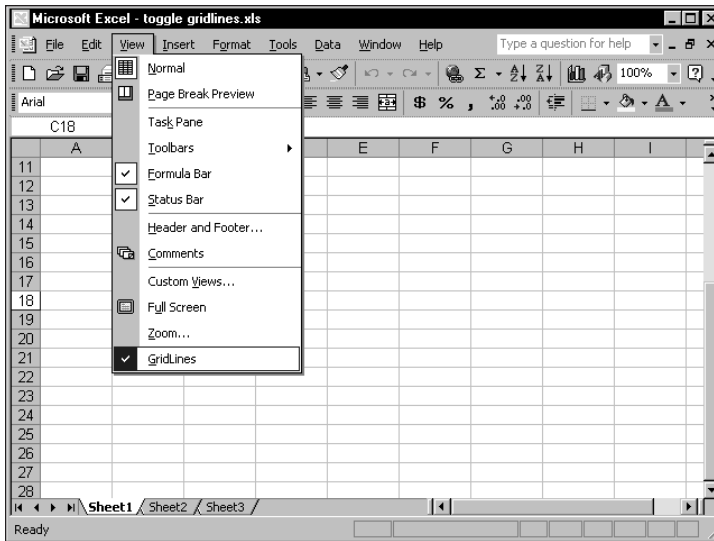 Microsoft Excel - toggle gridlines.xls
File Edit View Insert Format Tools Data Window Help Type a question for help
Normal
Page Break Preview
Task Pane
Toolbars
Formula Bar
Status Bar
Header and Footer...
Comments
Custom Views...
Full Screen
Zoom...
GridLines
Σ 100%
Arial $ % ,
C18
A E F G H I
11
12
13
14
15
16
17
18
19
20
21
22
23
24
25
26
27
28
Sheet1 Sheet2 Sheet3
Ready